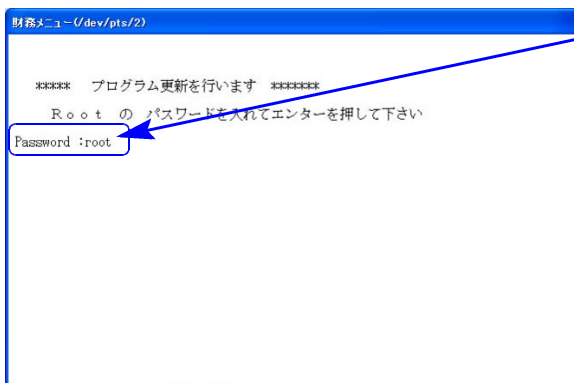 財務メニュー(/dev/pts/2)
***** プログラム更新を行います *******
Ｒｏｏｔ の パスワードを入れてエンターを押して下さい
Password :root